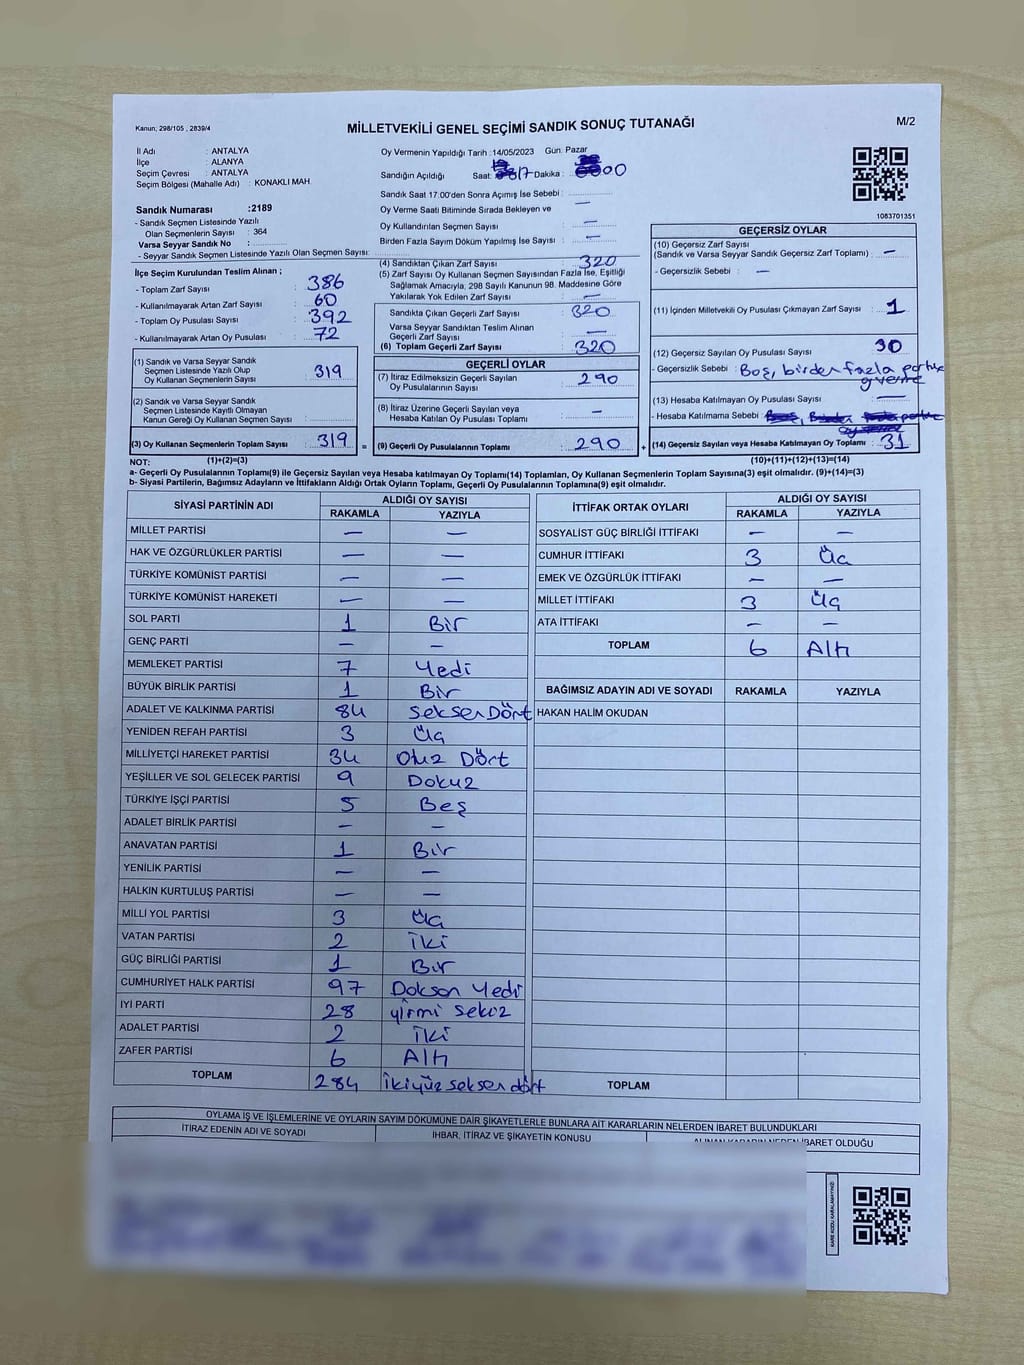 Kanun; 298/105 , 2839/4
MİLLETVEKİLİ GENEL SEÇİMİ SANDIK SONUÇ TUTANAĞI
M/2
İl Adı : ANTALYA
İlçe : ALANYA
Seçim Çevresi : ANTALYA
Seçim Bölgesi (Mahalle Adı) : KONAKLI MAH.
Sandık Numarası :2189
- Sandık Seçmen Listesinde Yazılı
Olan Seçmenlerin Sayısı : 364
Varsa Seyyar Sandık No :
- Seyyar Sandık Seçmen Listesinde Yazılı Olan Seçmen Sayısı:
Oy Vermenin Yapıldığı Tarih :14/05/2023 Gün: Pazar
Sandığın Açıldığı Saat: 17 Dakika : 00
Sandık Saat 17:00'den Sonra Açımış İse Sebebi :
Oy Verme Saati Bitiminde Sırada Bekleyen ve
Oy Kullandırılan Seçmen Sayısı : —
Birden Fazla Sayım Döküm Yapılmış İse Sayısı : —
1083701351
İlçe Seçim Kurulundan Teslim Alınan ;
- Toplam Zarf Sayısı : 386
- Kullanılmayarak Artan Zarf Sayısı : 60
- Toplam Oy Pusulası Sayısı : 392
- Kullanılmayarak Artan Oy Pusulası : 72
(4) Sandıktan Çıkan Zarf Sayısı : 320
(5) Zarf Sayısı Oy Kullanan Seçmen Sayısından Fazla İse, Eşitliği
Sağlamak Amacıyla, 298 Sayılı Kanunun 98. Maddesine Göre
Yakılarak Yok Edilen Zarf Sayısı : —
Sandıkta Çıkan Geçerli Zarf Sayısı : 320
Varsa Seyyar Sandıktan Teslim Alınan
Geçerli Zarf Sayısı : —
(6) Toplam Geçerli Zarf Sayısı : 320
GEÇERSİZ OYLAR
(10) Geçersiz Zarf Sayısı
(Sandık ve Varsa Seyyar Sandık Geçersiz Zarf Toplamı) : —
- Geçersizlik Sebebi : —
(11) İçinden Milletvekili Oy Pusulası Çıkmayan Zarf Sayısı : 1
(12) Geçersiz Sayılan Oy Pusulası Sayısı : 30
- Geçersizlik Sebebi : Boş, birden fazla partiye
(13) Hesaba Katılmayan Oy Pusulası Sayısı : —
- Hesaba Katılmama Sebebi :
(14) Geçersiz Sayılan veya Hesaba Katılmayan Oy Toplamı : 31
(10)+(11)+(12)+(13)=(14)
(1) Sandık ve Varsa Seyyar Sandık
Seçmen Listesinde Yazılı Olup
Oy Kullanan Seçmenlerin Sayısı : 319
(2) Sandık ve Varsa Seyyar Sandık
Seçmen Listesinde Kayıtlı Olmayan
Kanun Gereği Oy Kullanan Seçmen Sayısı :
(3) Oy Kullanan Seçmenlerin Toplam Sayısı : 319 =
(1)+(2)=(3)
GEÇERLİ OYLAR
(7) İtiraz Edilmeksizin Geçerli Sayılan
Oy Pusulalarının Sayısı : 290
(8) İtiraz Üzerine Geçerli Sayılan veya
Hesaba Katılan Oy Pusulası Toplamı : —
(9) Geçerli Oy Pusulalarının Toplamı : 290 +
NOT:
a- Geçerli Oy Pusulalarının Toplamı(9) ile Geçersiz Sayılan veya Hesaba katılmayan Oy Toplamı(14) Toplamları, Oy Kullanan Seçmenlerin Toplam Sayısına(3) eşit olmalıdır. (9)+(14)=(3)
b- Siyasi Partilerin, Bağımsız Adayların ve İttifakların Aldığı Ortak Oyların Toplamı, Geçerli Oy Pusulalarının Toplamına(9) eşit olmalıdır.
SİYASİ PARTİNİN ADI ALDIĞI OY SAYISI
RAKAMLA YAZIYLA
MİLLET PARTİSİ — —
HAK VE ÖZGÜRLÜKLER PARTİSİ — —
TÜRKİYE KOMÜNİST PARTİSİ — —
TÜRKİYE KOMÜNİST HAREKETİ — —
SOL PARTİ 1 Bir
GENÇ PARTİ — —
MEMLEKET PARTİSİ 7 Yedi
BÜYÜK BİRLİK PARTİSİ 1 Bir
ADALET VE KALKINMA PARTİSİ 84 Seksen Dört
YENİDEN REFAH PARTİSİ 3 Üç
MİLLİYETÇİ HAREKET PARTİSİ 34 Otuz Dört
YEŞİLLER VE SOL GELECEK PARTİSİ 9 Dokuz
TÜRKİYE İŞÇİ PARTİSİ 5 Beş
ADALET BİRLİK PARTİSİ — —
ANAVATAN PARTİSİ 1 Bir
YENİLİK PARTİSİ — —
HALKIN KURTULUŞ PARTİSİ — —
MİLLİ YOL PARTİSİ 3 Üç
VATAN PARTİSİ 2 İki
GÜÇ BİRLİĞİ PARTİSİ 1 Bir
CUMHURİYET HALK PARTİSİ 97 Doksan Yedi
İYİ PARTİ 28 yirmi sekiz
ADALET PARTİSİ 2 İki
ZAFER PARTİSİ 6 Altı
TOPLAM 284 İkiyüz seksen dört
İTTİFAK ORTAK OYLARI ALDIĞI OY SAYISI
RAKAMLA YAZIYLA
SOSYALİST GÜÇ BİRLİĞİ İTTİFAKI — —
CUMHUR İTTİFAKI 3 Üç
EMEK VE ÖZGÜRLÜK İTTİFAKI — —
MİLLET İTTİFAKI 3 Üç
ATA İTTİFAKI — —
TOPLAM 6 Altı
BAĞIMSIZ ADAYIN ADI VE SOYADI RAKAMLA YAZIYLA
HAKAN HALİM OKUDAN
TOPLAM
OYLAMA İŞ VE İŞLEMLERİNE VE OYLARIN SAYIM DÖKÜMÜNE DAİR ŞİKAYETLERLE BUNLARA AİT KARARLARIN NELERDEN İBARET BULUNDUKLARI
İTİRAZ EDENİN ADI VE SOYADI İHBAR, İTİRAZ VE ŞİKAYETİN KONUSU ALINAN KARARIN NEDEN İBARET OLDUĞU
KARE KODU KARALAMAYINIZ!